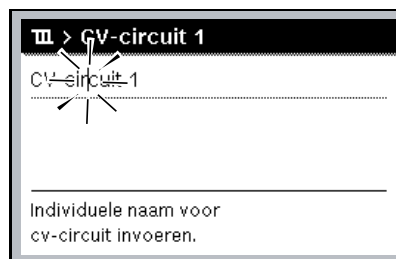 > CV-circuit 1
CV-circuit 1
Individuele naam voor
cv-circuit invoeren.